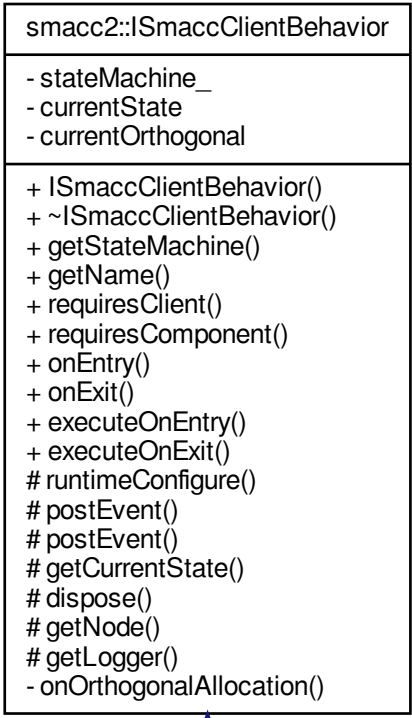 smacc2::ISmaccClientBehavior
- stateMachine_
- currentState
- currentOrthogonal
+ ISmaccClientBehavior()
+ ~ISmaccClientBehavior()
+ getStateMachine()
+ getName()
+ requiresClient()
+ requiresComponent()
+ onEntry()
+ onExit()
+ executeOnEntry()
+ executeOnExit()
# runtimeConfigure()
# postEvent()
# postEvent()
# getCurrentState()
# dispose()
# getNode()
# getLogger()
- onOrthogonalAllocation()